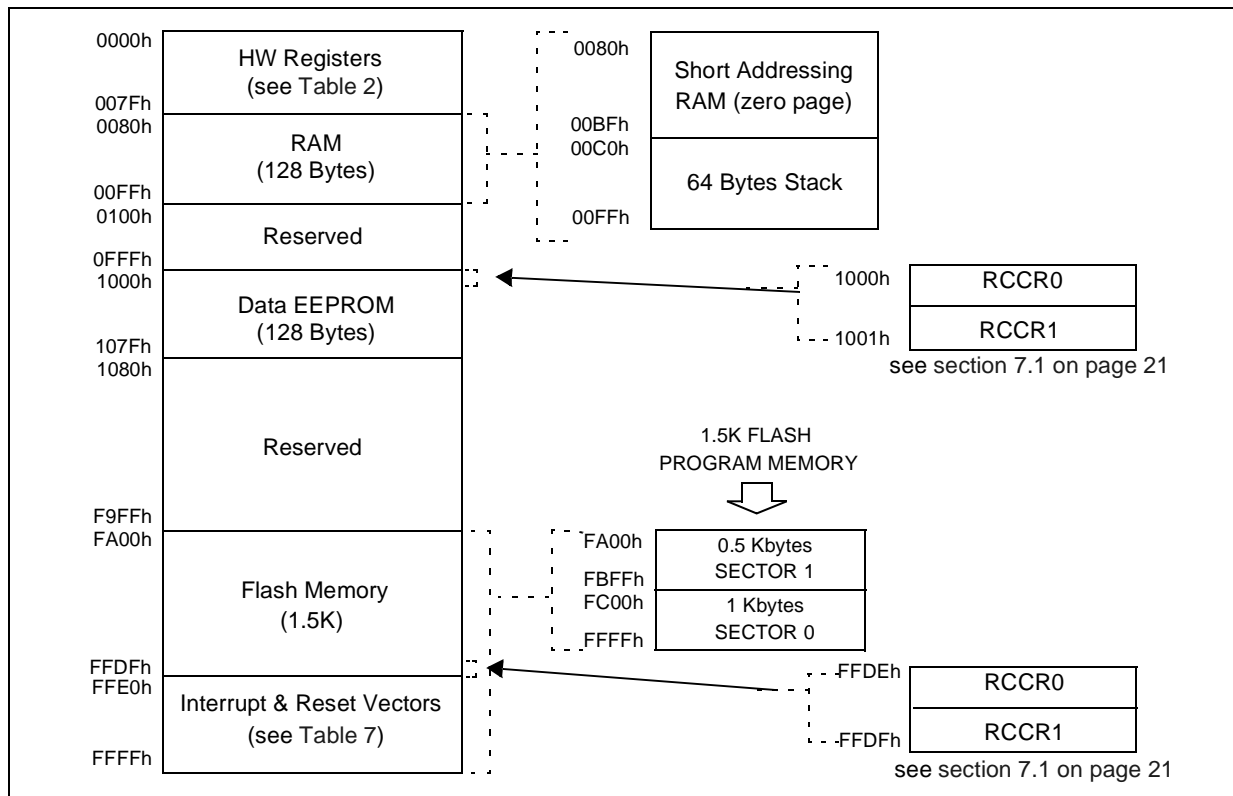 0000h
HW Registers
(see Table 2)
007Fh
0080h
RAM
(128 Bytes)
00FFh
0100h
Reserved
0FFFh
1000h
Data EEPROM
(128 Bytes)
107Fh
1080h
Reserved
F9FFh
FA00h
Flash Memory
(1.5K)
FFDFh
FFE0h
Interrupt & Reset Vectors
(see Table 7)
FFFFh
0080h
Short Addressing
RAM (zero page)
00BFh
00C0h
64 Bytes Stack
00FFh
1000h
RCCR0
1001h
RCCR1
see section 7.1 on page 21
1.5K FLASH
PROGRAM MEMORY
FA00h
0.5 Kbytes
SECTOR 1
FBFFh
FC00h
1 Kbytes
SECTOR 0
FFFFh
FFDEh
RCCR0
RCCR1
FFDFh
see section 7.1 on page 21